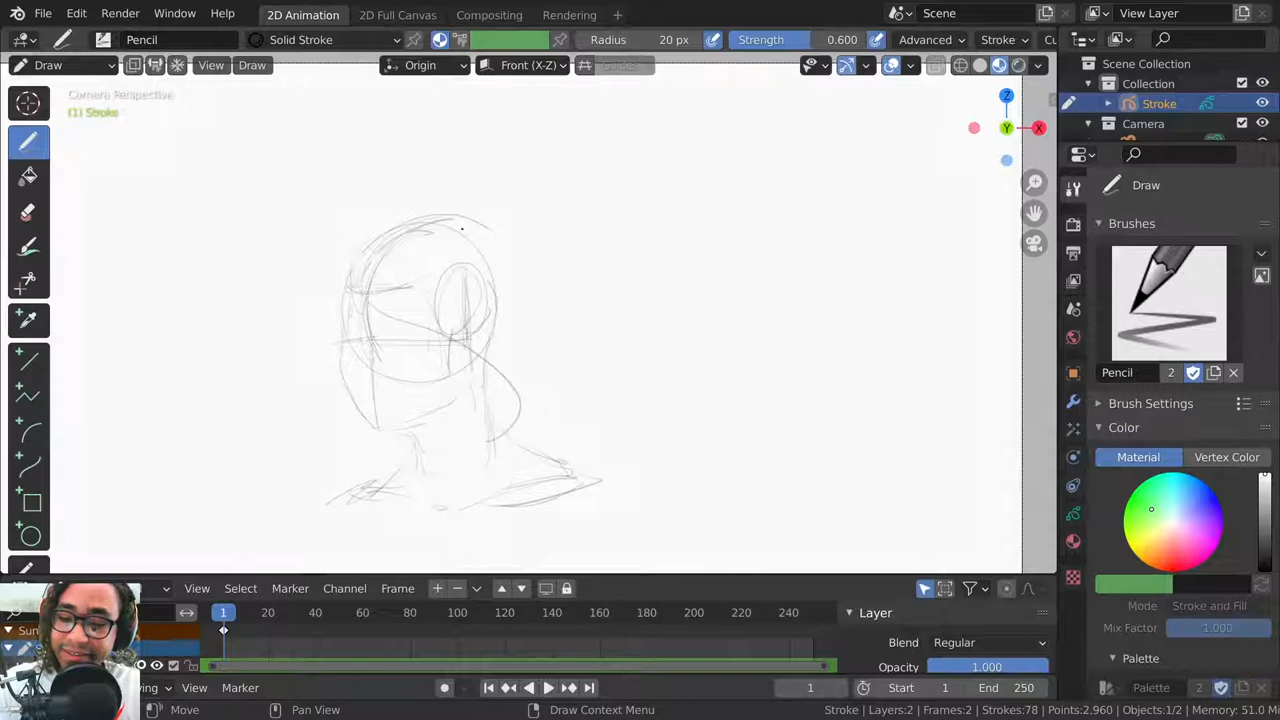 File Edit Render Window Help 2D Animation 2D Full Canvas Compositing Rendering + Scene View Layer
Pencil Solid Stroke Radius 20 px Strength 0.600 Advanced Stroke
Draw View Draw Origin Front (X-Z) Guides
Camera Perspective
(1) Stroke
Z
Y
X
Scene Collection
Collection
Stroke
Camera
Draw
Brushes
Pencil 2
Brush Settings
Color
Material Vertex Color
Mode Stroke and Fill
Mix Factor 1.000
Palette
Palette 2
View Select Marker Channel Frame
1 20 40 60 80 100 120 140 160 180 200 220 240
Layer
Blend Regular
Opacity 1.000
View Marker 1 Start 1 End 250
Move Pan View Draw Context Menu Stroke | Layers:2 | Frames:2 | Strokes:78 | Points:2,960 | Objects:1/2 | Memory: 51.0 M